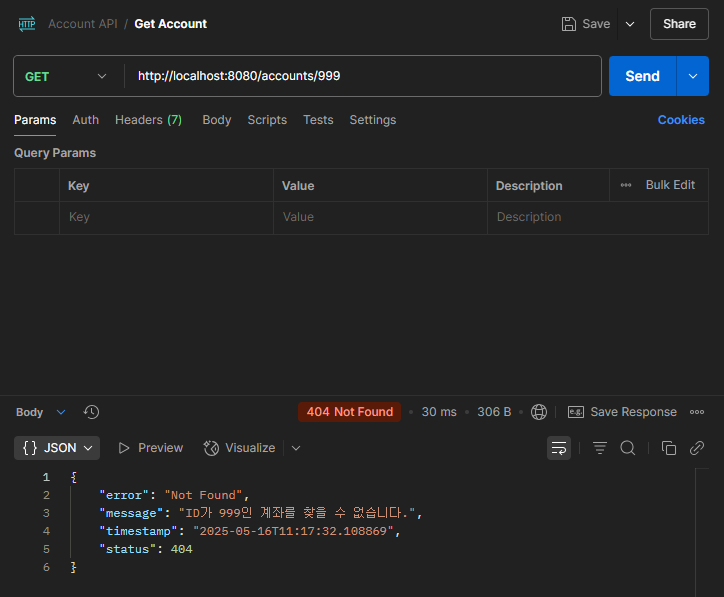 HTTP Account API / Get Account Save Share
GET http://localhost:8080/accounts/999 Send
Params Auth Headers (7) Body Scripts Tests Settings Cookies
Query Params
Key Value Description ••• Bulk Edit
Key Value Description
Body 404 Not Found • 30 ms • 306 B • e.g. Save Response •••
{} JSON Preview Visualize
1 {
2 "error": "Not Found",
3 "message": "ID가 999인 계좌를 찾을 수 없습니다.",
4 "timestamp": "2025-05-16T11:17:32.108869",
5 "status": 404
6 }